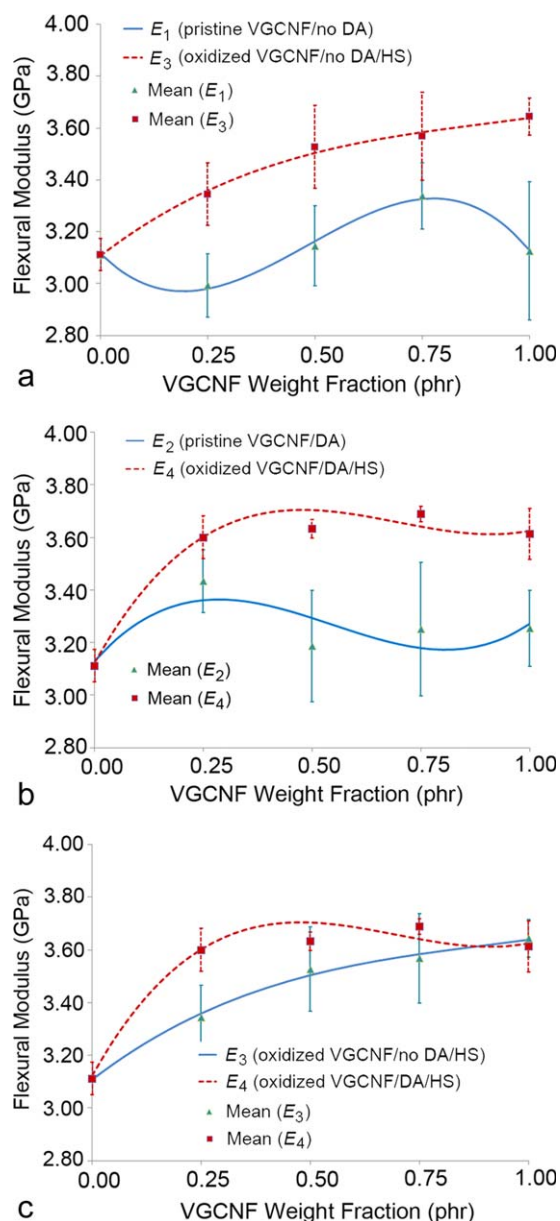 4.00
E1 (pristine VGCNF/no DA)
E3 (oxidized VGCNF/no DA/HS)
3.80
Mean (E1)
Mean (E3)
3.60
3.40
3.20
3.00
2.80
Flexural Modulus (GPa)
0.00 0.25 0.50 0.75 1.00
VGCNF Weight Fraction (phr)
a
4.00
E2 (pristine VGCNF/DA)
E4 (oxidized VGCNF/DA/HS)
3.80
3.60
3.40
3.20
Mean (E2)
3.00
Mean (E4)
2.80
Flexural Modulus (GPa)
0.00 0.25 0.50 0.75 1.00
VGCNF Weight Fraction (phr)
b
4.00
3.80
3.60
3.40
3.20
E3 (oxidized VGCNF/no DA/HS)
E4 (oxidized VGCNF/DA/HS)
3.00
Mean (E3)
Mean (E4)
2.80
Flexural Modulus (GPa)
0.00 0.25 0.50 0.75 1.00
VGCNF Weight Fraction (phr)
c